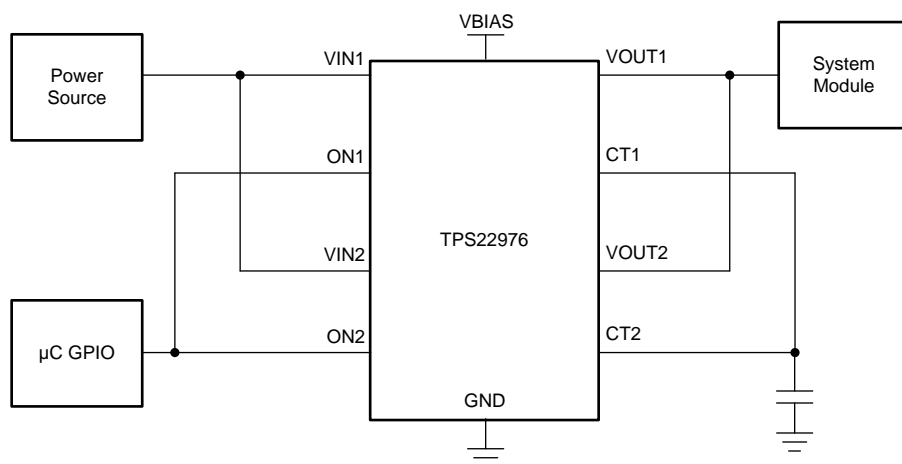 VBIAS
Power
Source
VIN1
VOUT1
System
Module
ON1
CT1
TPS22976
VIN2
VOUT2
µC GPIO
ON2
CT2
GND